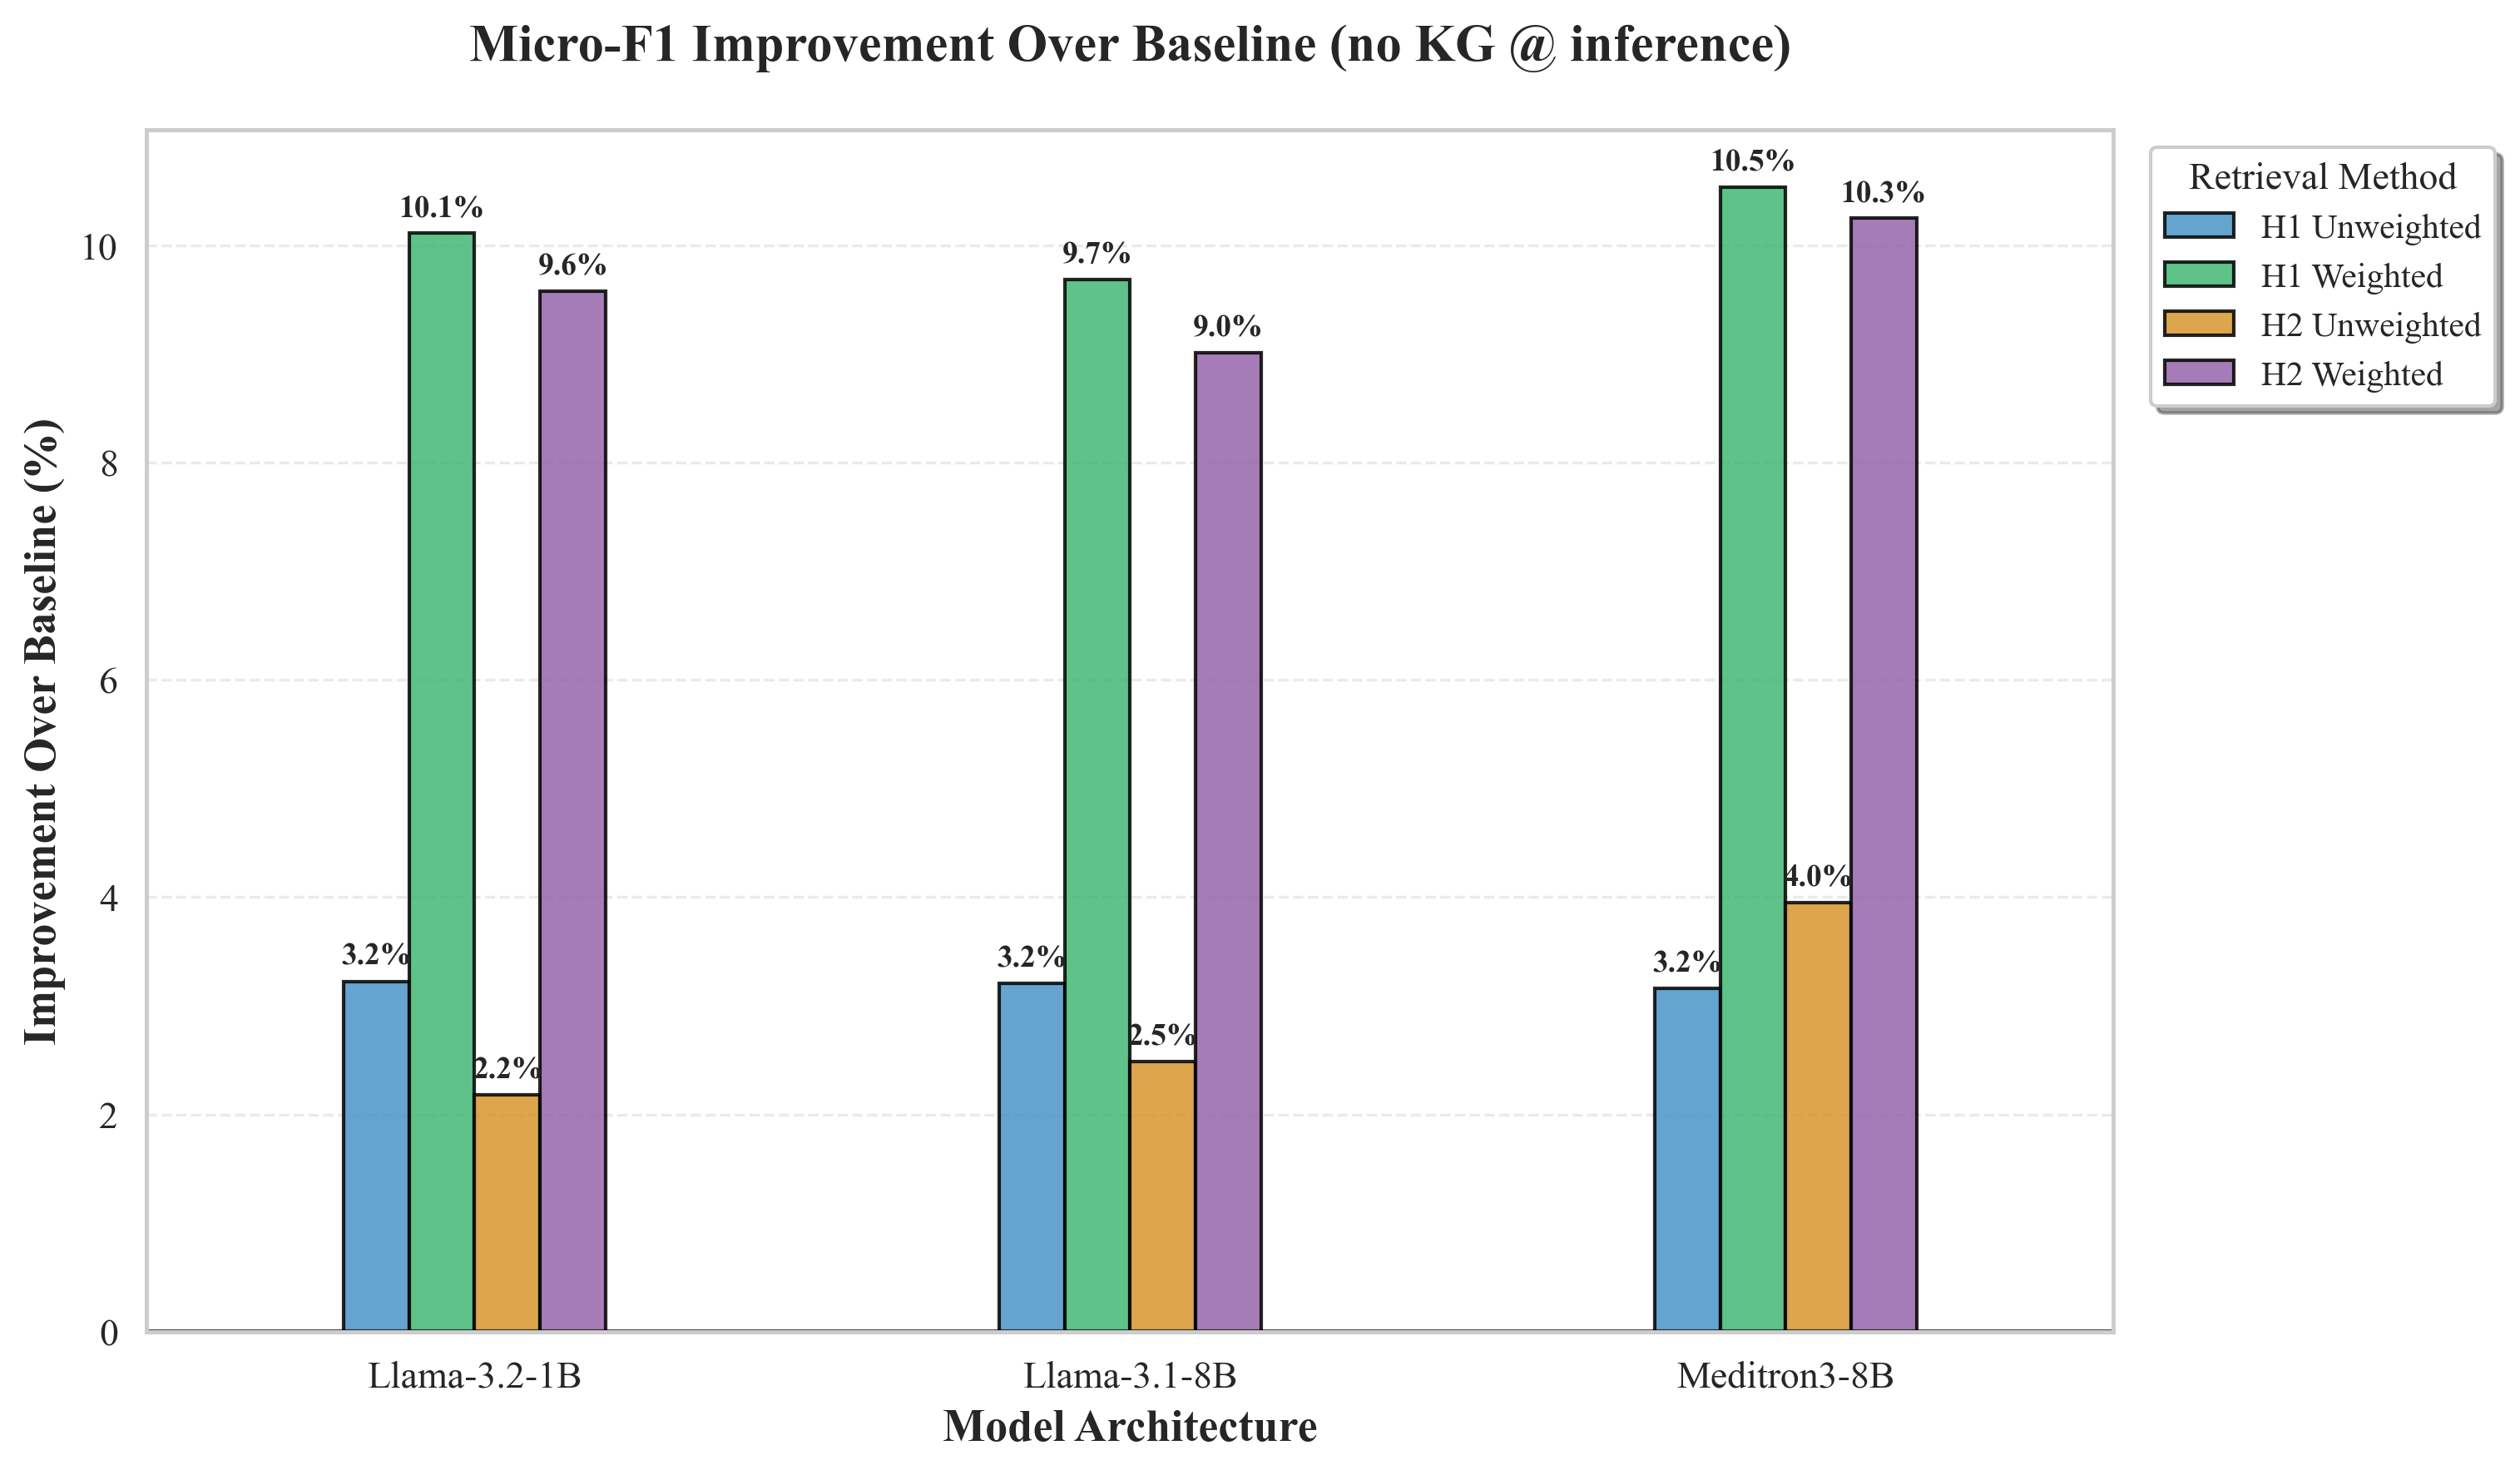 Micro-F1 Improvement Over Baseline (no KG @ inference)
Improvement Over Baseline (%)
10
8
6
4
2
0
3.2%
10.1%
2.2%
9.6%
3.2%
9.7%
2.5%
9.0%
3.2%
10.5%
4.0%
10.3%
Llama-3.2-1B
Llama-3.1-8B
Meditron3-8B
Model Architecture
Retrieval Method
H1 Unweighted
H1 Weighted
H2 Unweighted
H2 Weighted